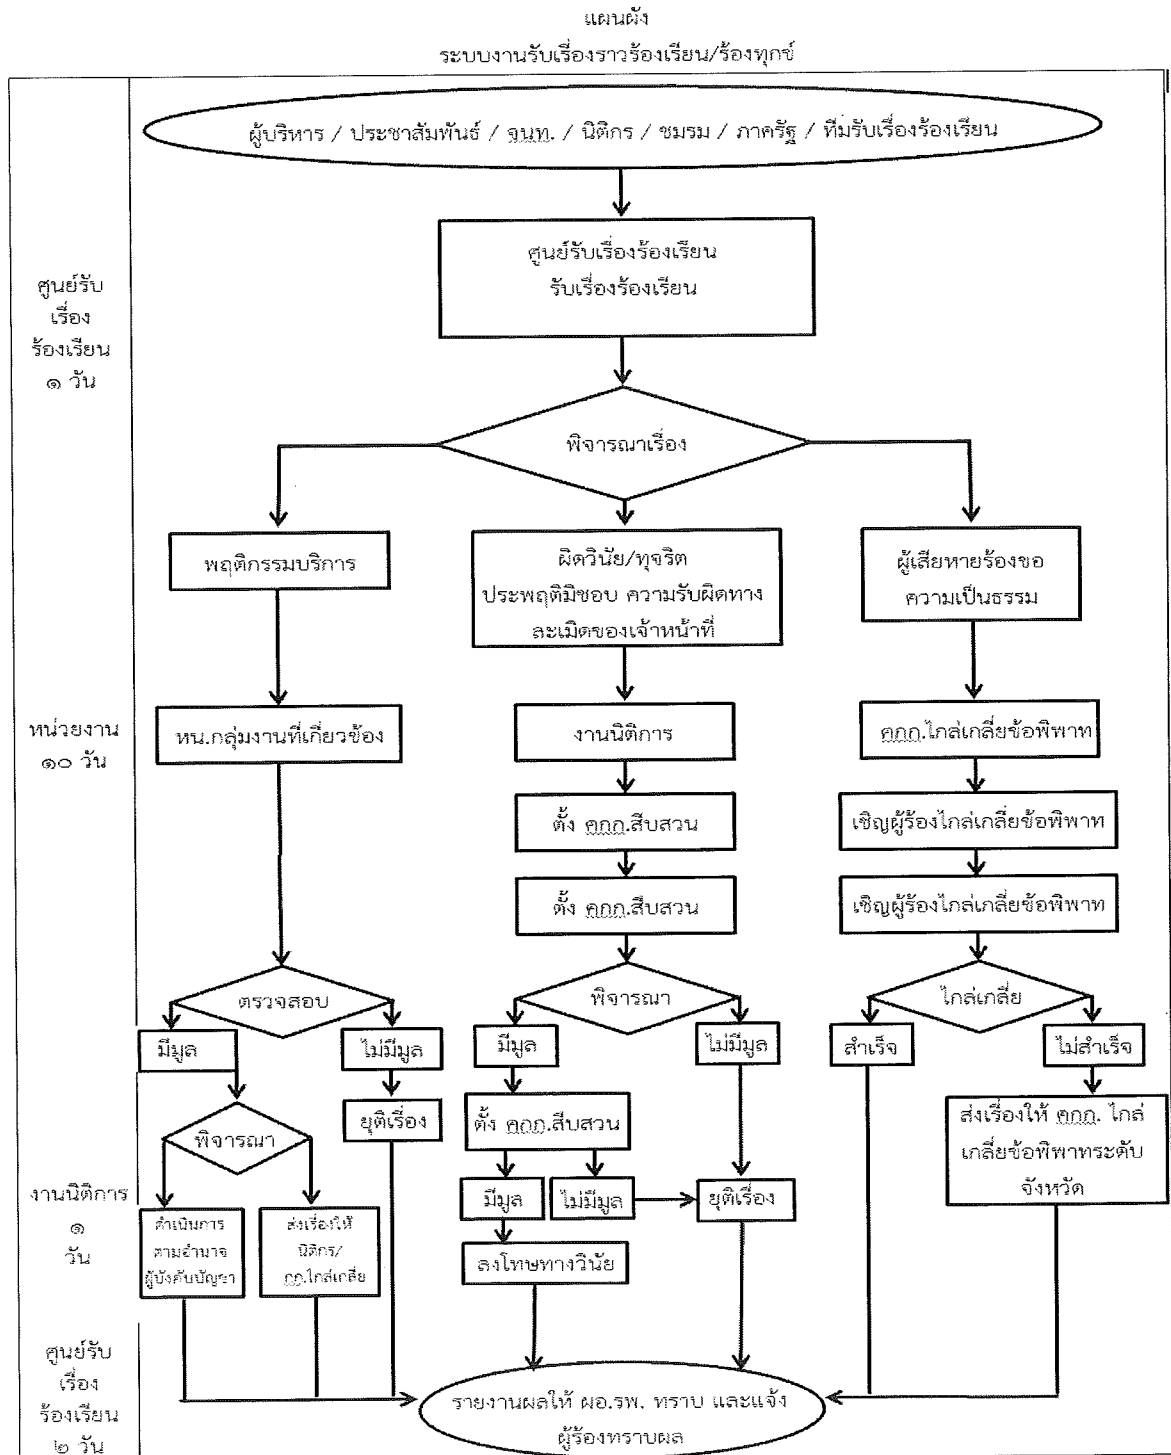 แผนผัง
ระบบงานรับเรื่องราวร้องเรียน/ร้องทุกข์
ผู้บริหาร / ประชาสัมพันธ์ / จนท. / นิติกร / ชมรม / ภาครัฐ / ทีมรับเรื่องร้องเรียน
ศูนย์รับเรื่องร้องเรียน
รับเรื่องร้องเรียน
ศูนย์รับ
เรื่อง
ร้องเรียน
๑ วัน
พิจารณาเรื่อง
พฤติกรรมบริการ
ผิดวินัย/ทุจริต
ประพฤติมิชอบ ความรับผิดทาง
ละเมิดของเจ้าหน้าที่
ผู้เสียหายร้องขอ
ความเป็นธรรม
หน่วยงาน
๑๐ วัน
หน.กลุ่มงานที่เกี่ยวข้อง
งานนิติการ
คกก.ไกล่เกลี่ยข้อพิพาท
ตั้ง คกก.สืบสวน
เชิญผู้ร้องไกล่เกลี่ยข้อพิพาท
ตั้ง คกก.สืบสวน
เชิญผู้ร้องไกล่เกลี่ยข้อพิพาท
ตรวจสอบ
พิจารณา
ไกล่เกลี่ย
มีมูล
ไม่มีมูล
มีมูล
ไม่มีมูล
สำเร็จ
ไม่สำเร็จ
พิจารณา
ยุติเรื่อง
ตั้ง คกก.สืบสวน
ส่งเรื่องให้ คกก. ไกล่
เกลี่ยข้อพิพาทระดับ
จังหวัด
งานนิติการ
๑
วัน
มีมูล
ไม่มีมูล
ยุติเรื่อง
ดำเนินการ
ตามอำนาจ
ผู้บังคับบัญชา
ส่งเรื่องให้
นิติกร/
กก.ไกล่เกลี่ย
ลงโทษทางวินัย
ศูนย์รับ
เรื่อง
ร้องเรียน
๒ วัน
รายงานผลให้ ผอ.รพ. ทราบ และแจ้ง
ผู้ร้องทราบผล